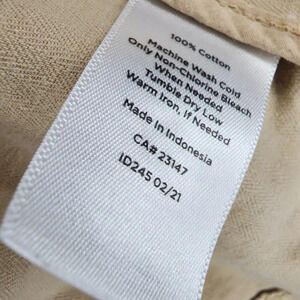 100% Cotton
Machine Wash Cold
Only Non-Chlorine Bleach
When Needed
Tumble Dry Low
Warm Iron, If Needed
Made in Indonesia
CA# 23147
ID245 02/21